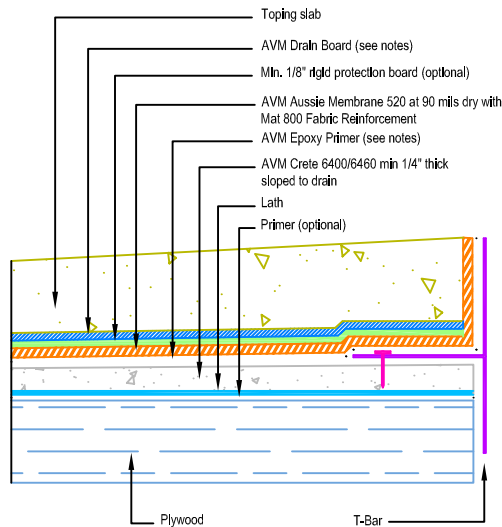 Toping slab
AVM Drain Board (see notes)
Min. 1/8" rigid protection board (optional)
AVM Aussie Membrane 520 at 90 mils dry with
Mat 800 Fabric Reinforcement
AVM Epoxy Primer (see notes)
AVM Crete 6400/6460 min 1/4" thick
sloped to drain
Lath
Primer (optional)
Plywood
T-Bar